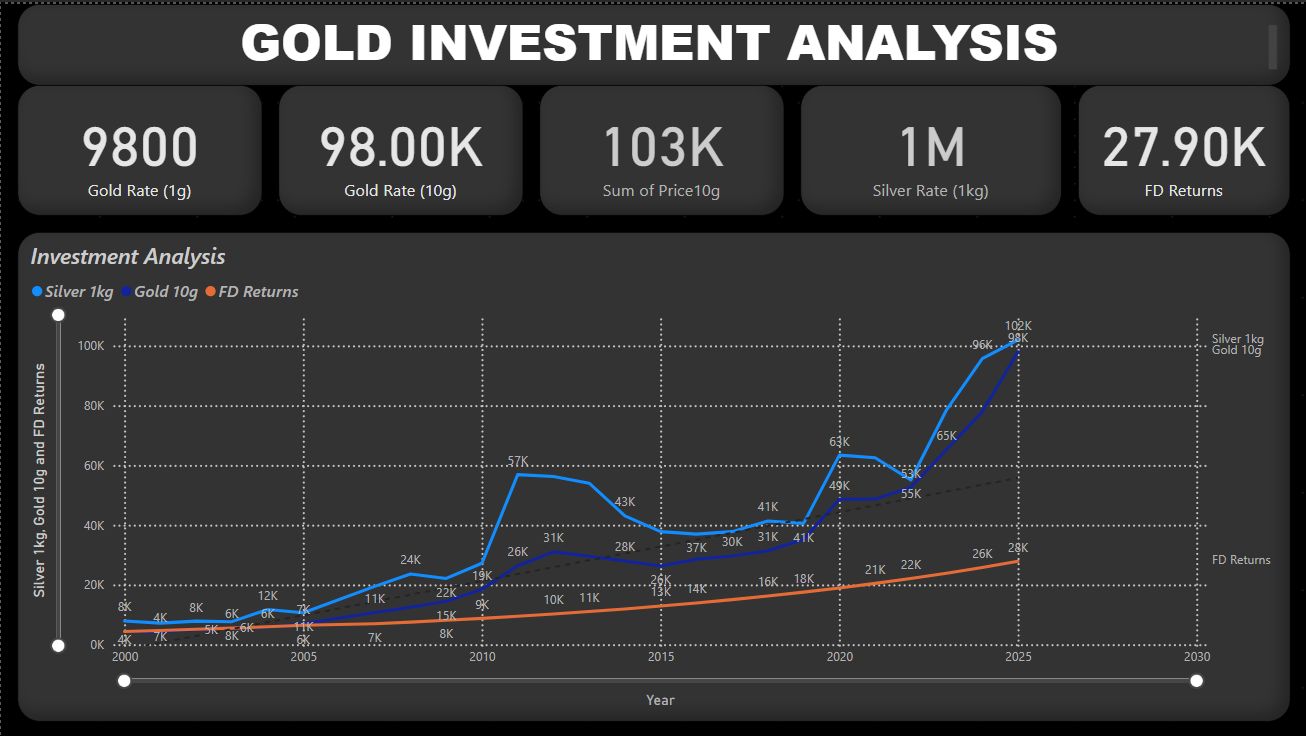 GOLD INVESTMENT ANALYSIS
9800
Gold Rate (1g)
98.00K
Gold Rate (10g)
103K
Sum of Price10g
1M
Silver Rate (1kg)
27.90K
FD Returns
Investment Analysis
Silver 1kg Gold 10g FD Returns
Silver 1kg, Gold 10g and FD Returns
100K
80K
60K
40K
20K
0K
8K 4K 8K 6K 12K 7K 11K 24K 22K 19K 57K 31K 43K 26K 37K 30K 41K 41K 63K 53K 65K 96K 102K
98K
4K 7K 5K 8K 6K 6K 11K 6K 7K 15K 8K 9K 26K 10K 11K 28K 13K 14K 31K 16K 18K 49K 21K 55K 22K 26K 28K
Silver 1kg
Gold 10g
FD Returns
2000 2005 2010 2015 2020 2025 2030
Year